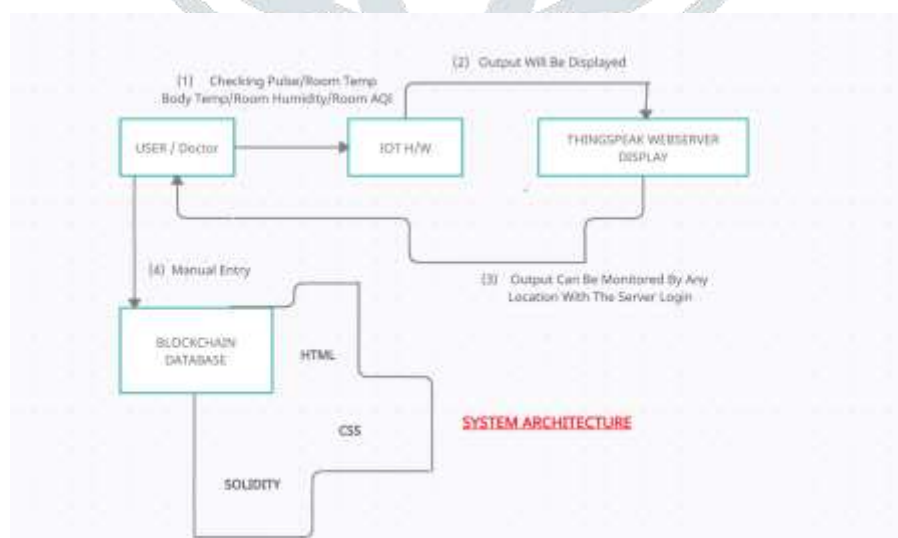 (2) Output Will Be Displayed
(1) Checking Pulse/Room Temp
Body Temp/Room Humidity/Room AQI
USER / Doctor
IOT H/W
THINGSPEAK WEBSERVER
DISPLAY
(4) Manual Entry
(3) Output Can Be Monitored By Any
Location With The Server Login
BLOCKCHAIN
DATABASE
HTML
CSS
SYSTEM ARCHITECTURE
SOLIDITY